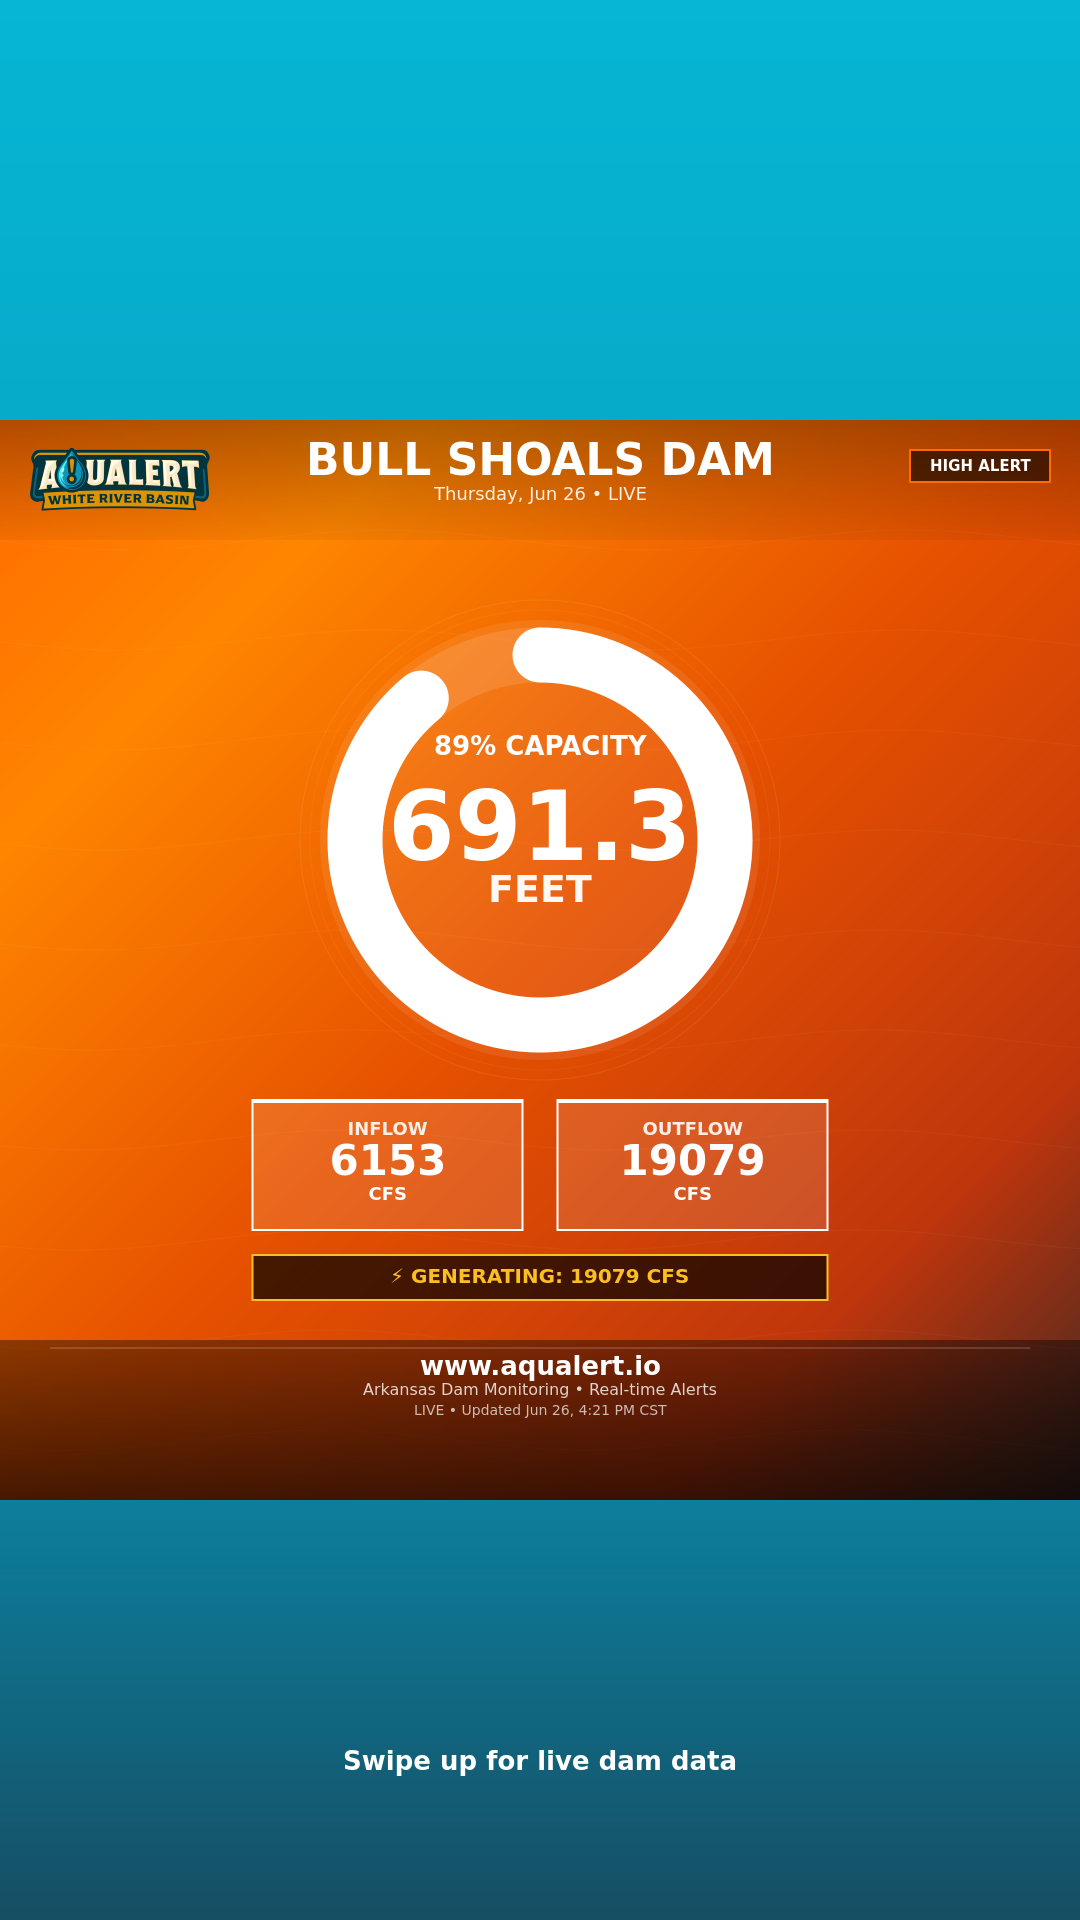 AQUALERT
WHITE RIVER BASIN
BULL SHOALS DAM
Thursday, Jun 26 • LIVE
HIGH ALERT
89% CAPACITY
691.3
FEET
INFLOW
6153
CFS
OUTFLOW
19079
CFS
⚡ GENERATING: 19079 CFS
www.aqualert.io
Arkansas Dam Monitoring • Real-time Alerts
LIVE • Updated Jun 26, 4:21 PM CST
Swipe up for live dam data